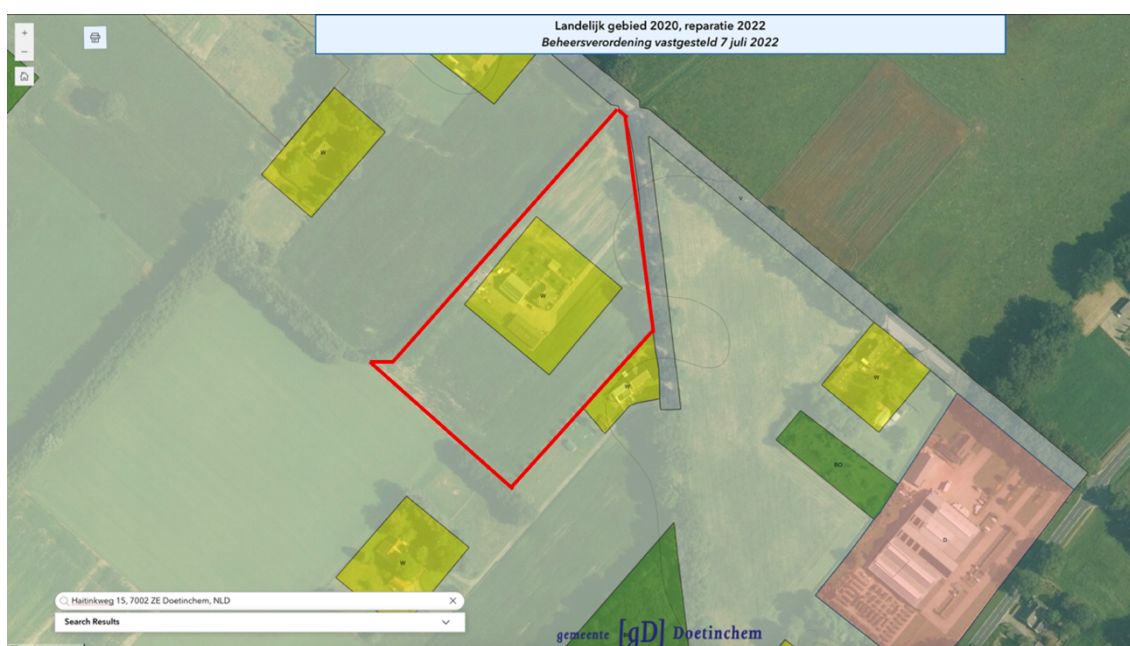 Landelijk gebied 2020, reparatie 2022
Beheersverordening vastgesteld 7 juli 2022
+
−
W
W
V
W
W
BO
D
W
Haitinkweg 15, 7002 ZE Doetinchem, NLD
Search Results
gemeente [gD] Doetinchem